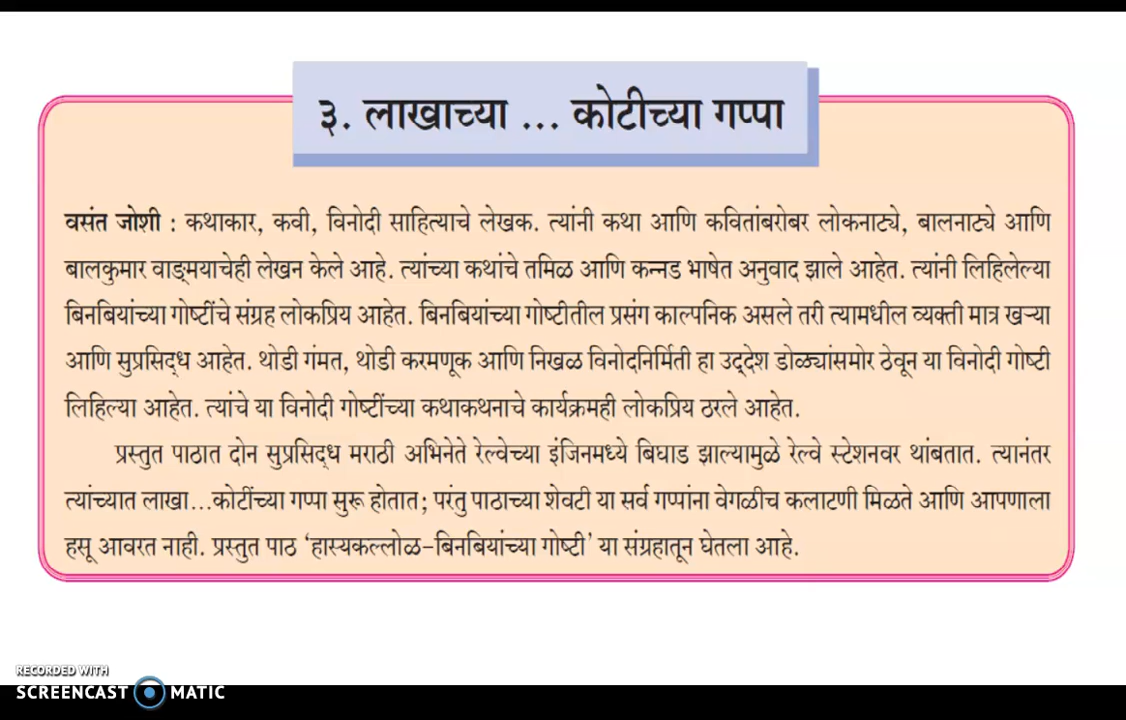 ३. लाखाच्या ... कोटीच्या गप्पा
वसंत जोशी : कथाकार, कवी, विनोदी साहित्याचे लेखक. त्यांनी कथा आणि कवितांबरोबर लोकनाट्ये, बालनाट्ये आणि
बालकुमार वाङ्मयाचेही लेखन केले आहे. त्यांच्या कथांचे तमिळ आणि कन्नड भाषेत अनुवाद झाले आहेत. त्यांनी लिहिलेल्या
बिनबियांच्या गोष्टींचे संग्रह लोकप्रिय आहेत. बिनबियांच्या गोष्टीतील प्रसंग काल्पनिक असले तरी त्यामधील व्यक्ती मात्र खऱ्या
आणि सुप्रसिद्ध आहेत. थोडी गंमत, थोडी करमणूक आणि निखळ विनोदनिर्मिती हा उद्देश डोळ्यांसमोर ठेवून या विनोदी गोष्टी
लिहिल्या आहेत. त्यांचे या विनोदी गोष्टींच्या कथाकथनाचे कार्यक्रमही लोकप्रिय ठरले आहेत.
प्रस्तुत पाठात दोन सुप्रसिद्ध मराठी अभिनेते रेल्वेच्या इंजिनमध्ये बिघाड झाल्यामुळे रेल्वे स्टेशनवर थांबतात. त्यानंतर
त्यांच्यात लाखा...कोटींच्या गप्पा सुरू होतात; परंतु पाठाच्या शेवटी या सर्व गप्पांना वेगळीच कलाटणी मिळते आणि आपणाला
हसू आवरत नाही. प्रस्तुत पाठ ‘हास्यकल्लोळ-बिनबियांच्या गोष्टी’ या संग्रहातून घेतला आहे.
RECORDED WITH
SCREENCAST MATIC